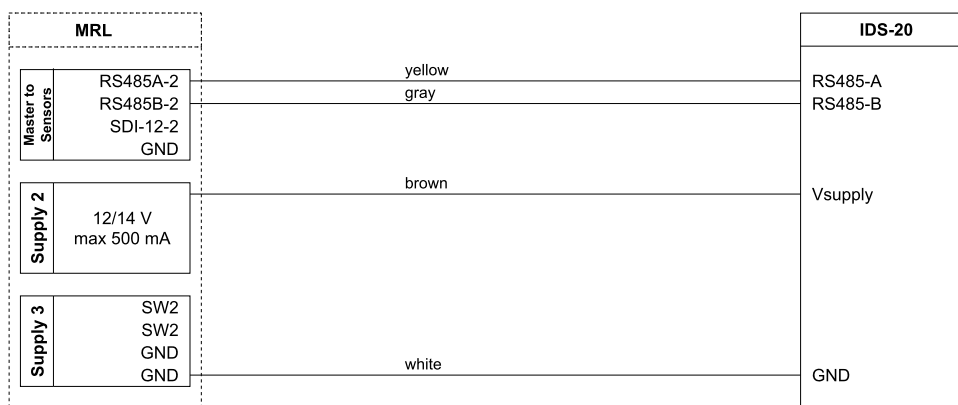 MRL
IDS-20
Master to
Sensors
RS485A-2
yellow
RS485-A
RS485B-2
gray
RS485-B
SDI-12-2
GND
Supply 2
12/14 V
max 500 mA
brown
Vsupply
Supply 3
SW2
SW2
GND
GND
white
GND